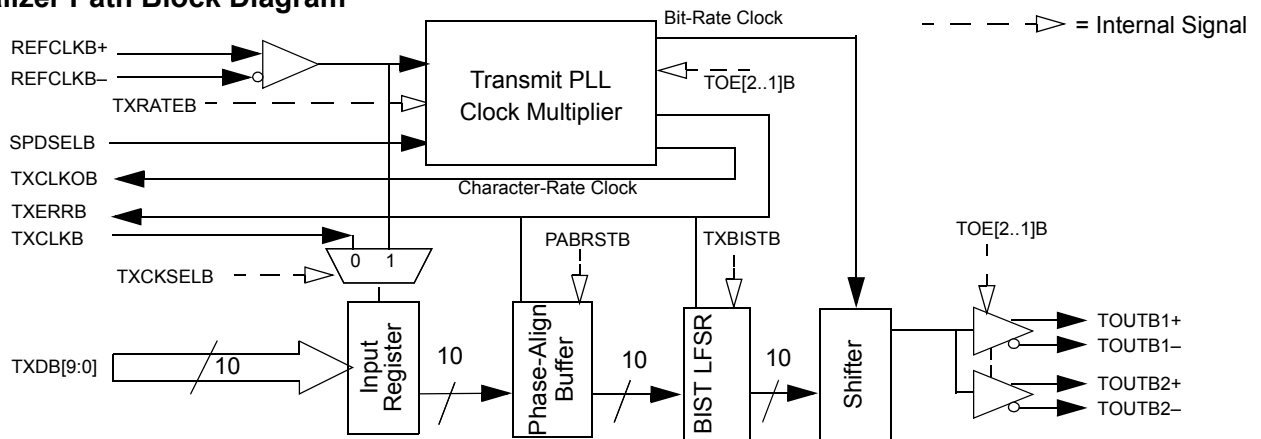 alizer Path Block Diagram
Bit-Rate Clock
= Internal Signal
REFCLKB+
REFCLKB–
TXRATEB
SPDSELB
TXCLKOB
TXERRB
TXCLKB
TXCKSELB
TXDB[9:0]
Transmit PLL
Clock Multiplier
TOE[2..1]B
Character-Rate Clock
0 1
PABRSTB
TXBISTB
TOE[2..1]B
10
Input
Register
10
Phase-Align
Buffer
10
BIST LFSR
10
Shifter
TOUTB1+
TOUTB1–
TOUTB2+
TOUTB2–